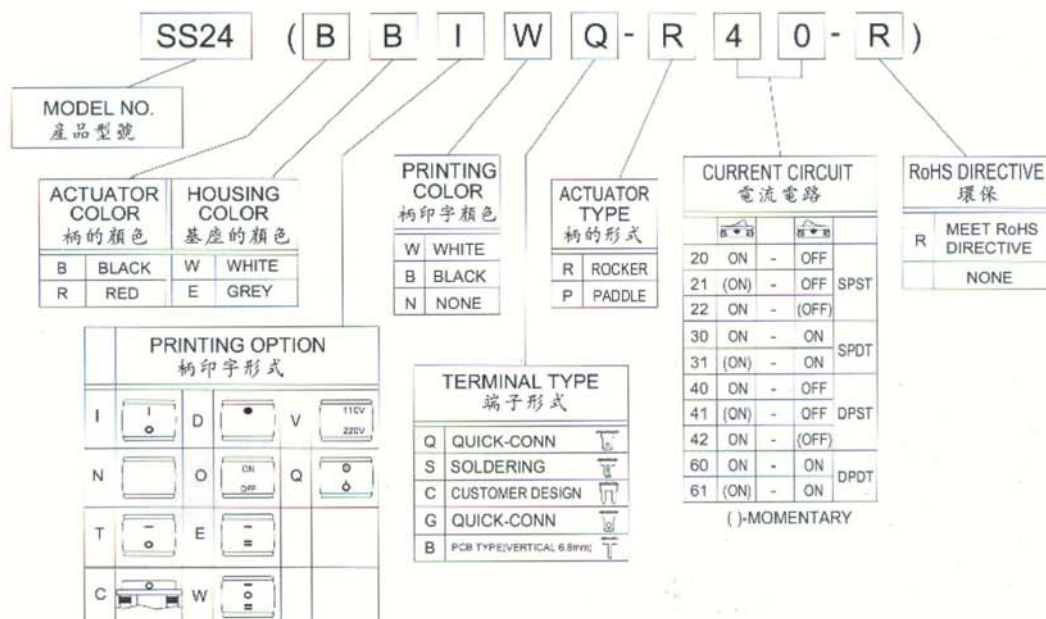 SS24 ( B B I W Q - R 4 0 - R )
MODEL NO.
產品型號
ACTUATOR COLOR
柄的顏色
B BLACK
R RED
HOUSING COLOR
基座的顏色
W WHITE
E GREY
PRINTING OPTION
柄印字形式
I I O D V 110V 220V
N O ON OFF Q
T E
C W
PRINTING COLOR
柄印字顏色
W WHITE
B BLACK
N NONE
TERMINAL TYPE
端子形式
Q QUICK-CONN
S SOLDERING
C CUSTOMER DESIGN
G QUICK-CONN
B PCB TYPE(VERTICAL 6.8mm)
ACTUATOR TYPE
柄的形式
R ROCKER
P PADDLE
CURRENT CIRCUIT
電流電路
20 ON - OFF
21 (ON) - OFF SPST
22 ON - (OFF)
30 ON - ON
31 (ON) - ON SPDT
40 ON - OFF
41 (ON) - OFF DPST
42 ON - (OFF)
60 ON - ON
61 (ON) - ON DPDT
( )-MOMENTARY
RoHS DIRECTIVE
環保
R MEET RoHS DIRECTIVE
NONE